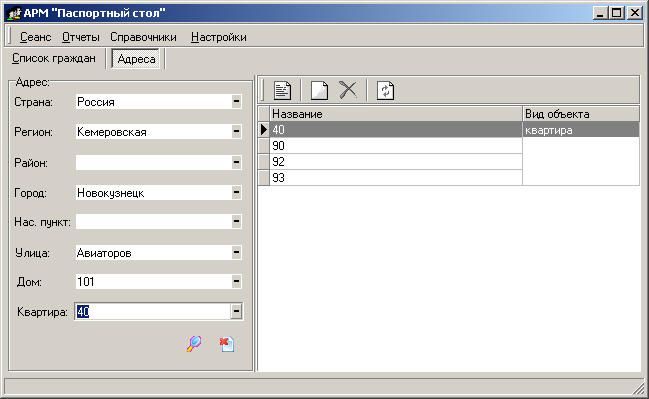 АРМ "Паспортный стол"
Сеанс Отчеты Справочники Настройки
Список граждан Адреса
Адрес:
Страна: Россия
Регион: Кемеровская
Район:
Город: Новокузнецк
Нас. пункт:
Улица: Авиаторов
Дом: 101
Квартира: 40
Название Вид объекта
40 квартира
90
92
93